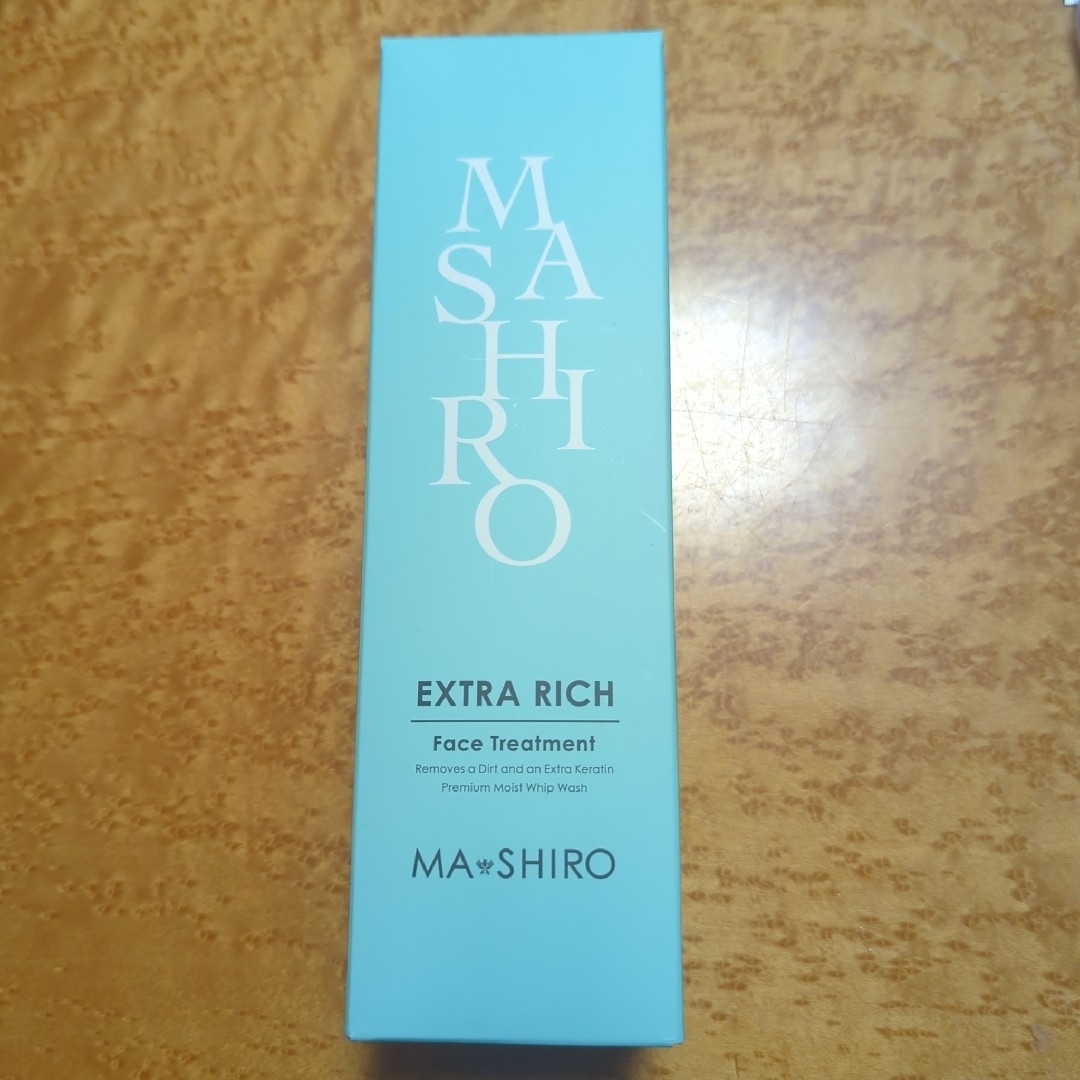 MASHIRO
EXTRA RICH
Face Treatment
Removes a Dirt and an Extra Keratin
Premium Moist Whip Wash
MA SHIRO